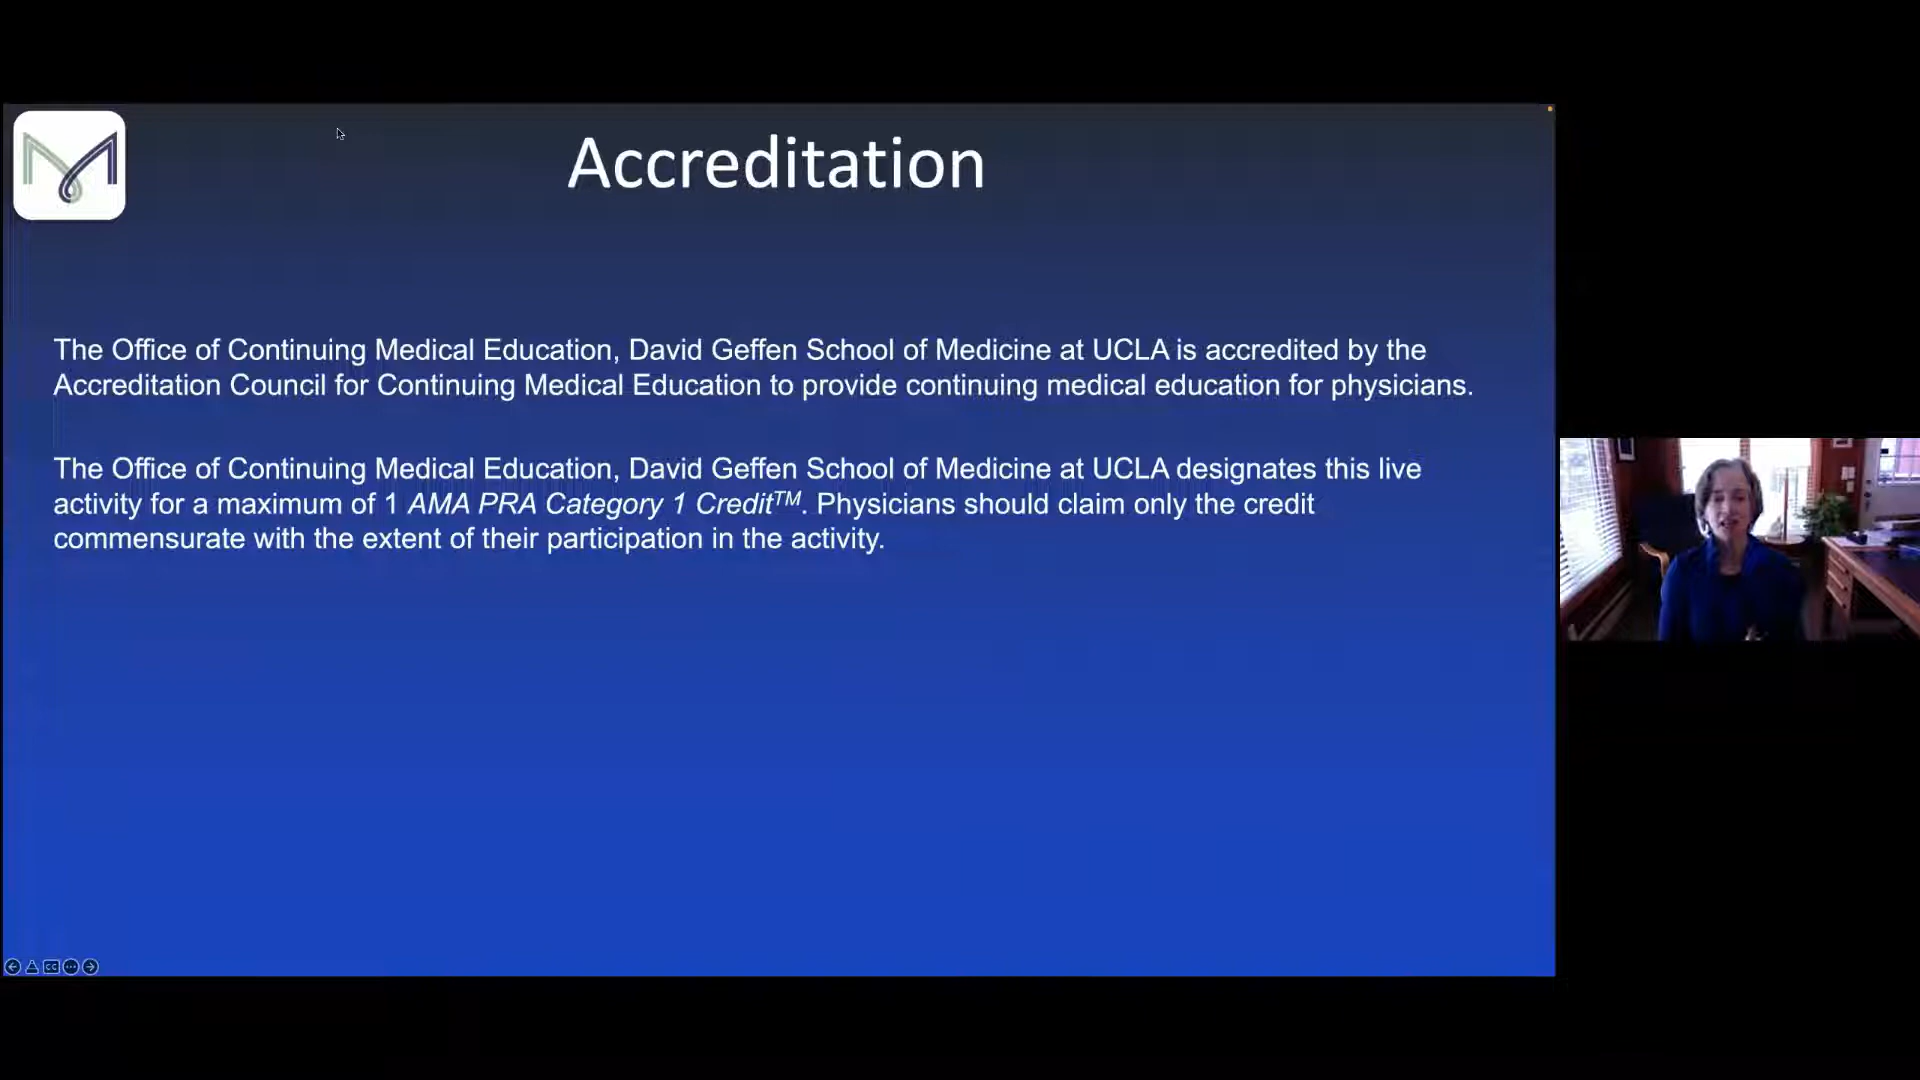 Accreditation
The Office of Continuing Medical Education, David Geffen School of Medicine at UCLA is accredited by the
Accreditation Council for Continuing Medical Education to provide continuing medical education for physicians.
The Office of Continuing Medical Education, David Geffen School of Medicine at UCLA designates this live
activity for a maximum of 1 AMA PRA Category 1 Credit™. Physicians should claim only the credit
commensurate with the extent of their participation in the activity.